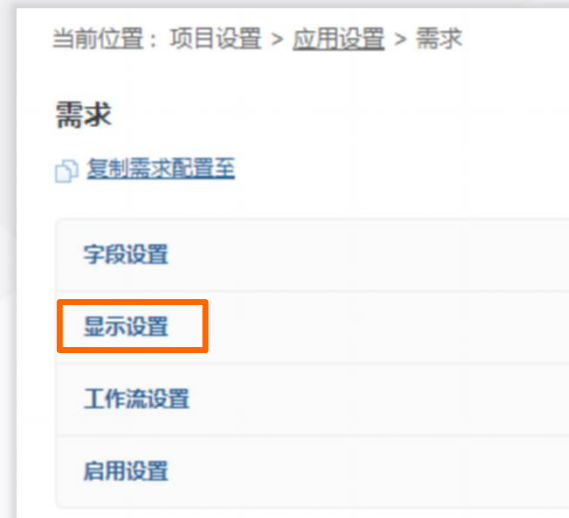 当前位置：项目设置 > 应用设置 > 需求
需求
复制需求配置至
字段设置
显示设置
工作流设置
启用设置